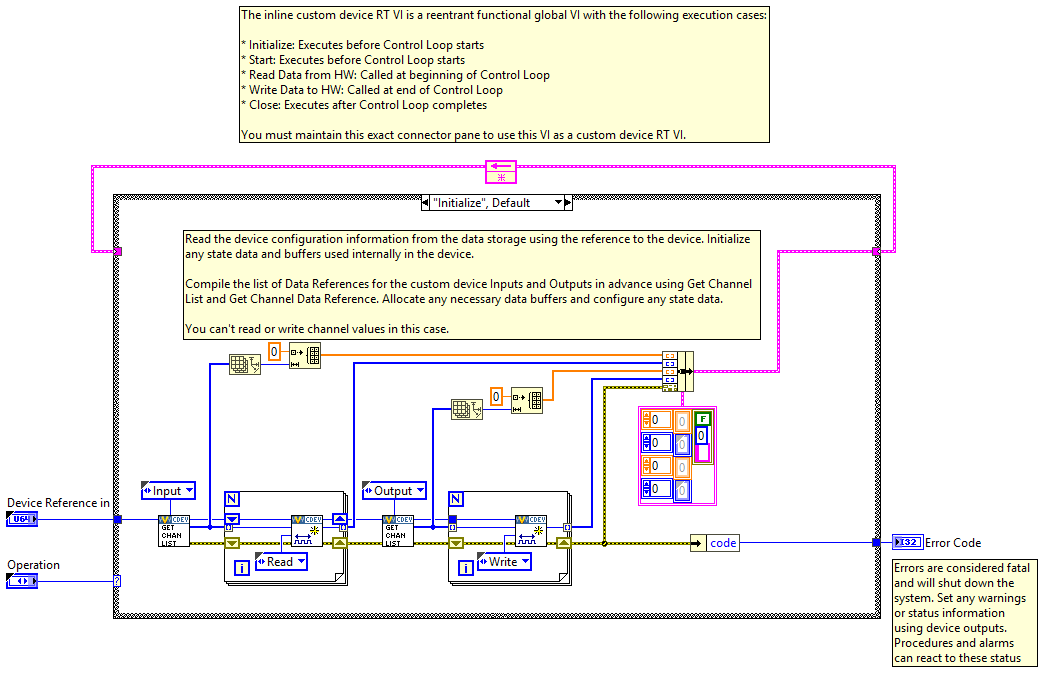 The inline custom device RT VI is a reentrant functional global VI with the following execution cases:
* Initialize: Executes before Control Loop starts
* Start: Executes before Control Loop starts
* Read Data from HW: Called at beginning of Control Loop
* Write Data to HW: Called at end of Control Loop
* Close: Executes after Control Loop completes
You must maintain this exact connector pane to use this VI as a custom device RT VI.
"Initialize", Default
Read the device configuration information from the data storage using the reference to the device. Initialize
any state data and buffers used internally in the device.
Compile the list of Data References for the custom device Inputs and Outputs in advance using Get Channel
List and Get Channel Data Reference. Allocate any necessary data buffers and configure any state data.
You can't read or write channel values in this case.
0
0
0 0 F
0 0 0
0 0
0 0
Input
Output
N
N
Device Reference in
U64
CDEV
GET
CHAN
LIST
CDEV
CDEV
GET
CHAN
LIST
CDEV
code
I32
Error Code
i
Read
i
Write
Operation
?
Errors are considered fatal
and will shut down the
system. Set any warnings
or status information
using device outputs.
Procedures and alarms
can react to these status